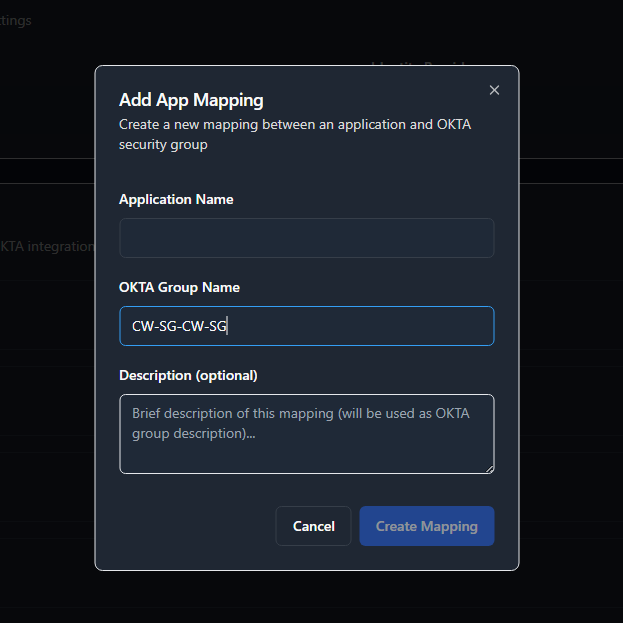 ttings
Add App Mapping
Create a new mapping between an application and OKTA
security group
Application Name
KTA integration
OKTA Group Name
CW-SG-CW-SG
Description (optional)
Brief description of this mapping (will be used as OKTA
group description)...
Cancel
Create Mapping